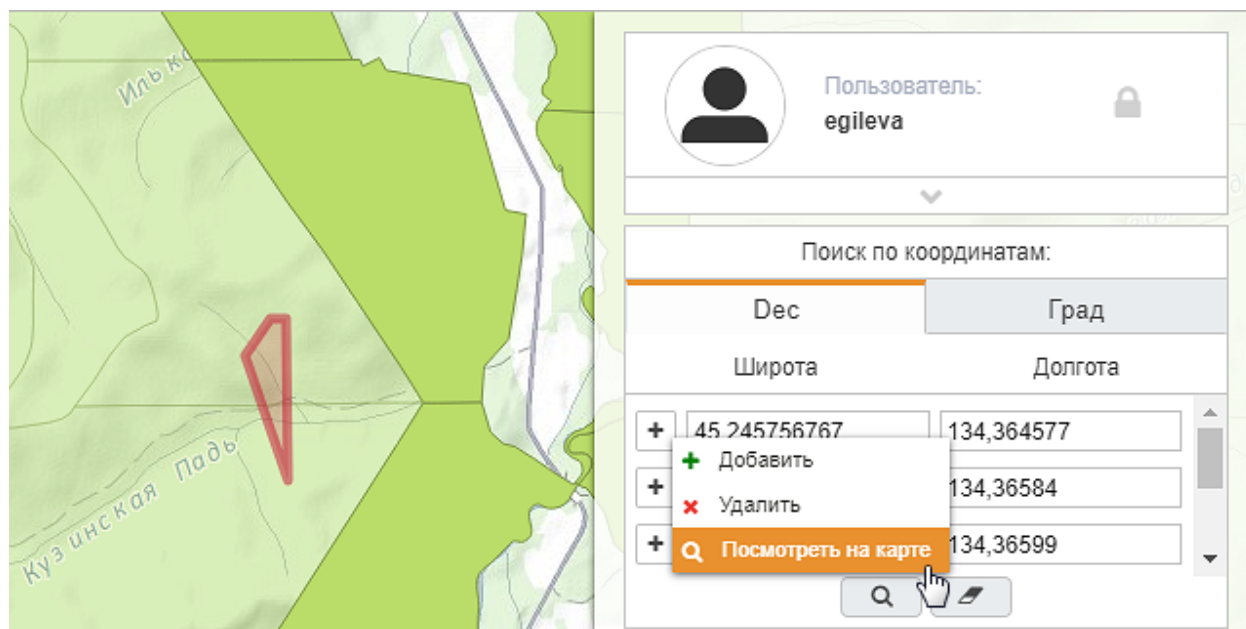 Илька
Кузинская Падь
Пользователь:
egileva
Поиск по координатам:
Dec Град
Широта Долгота
45,245756767 134,364577
Добавить
Удалить 134,36584
Посмотреть на карте 134,36599